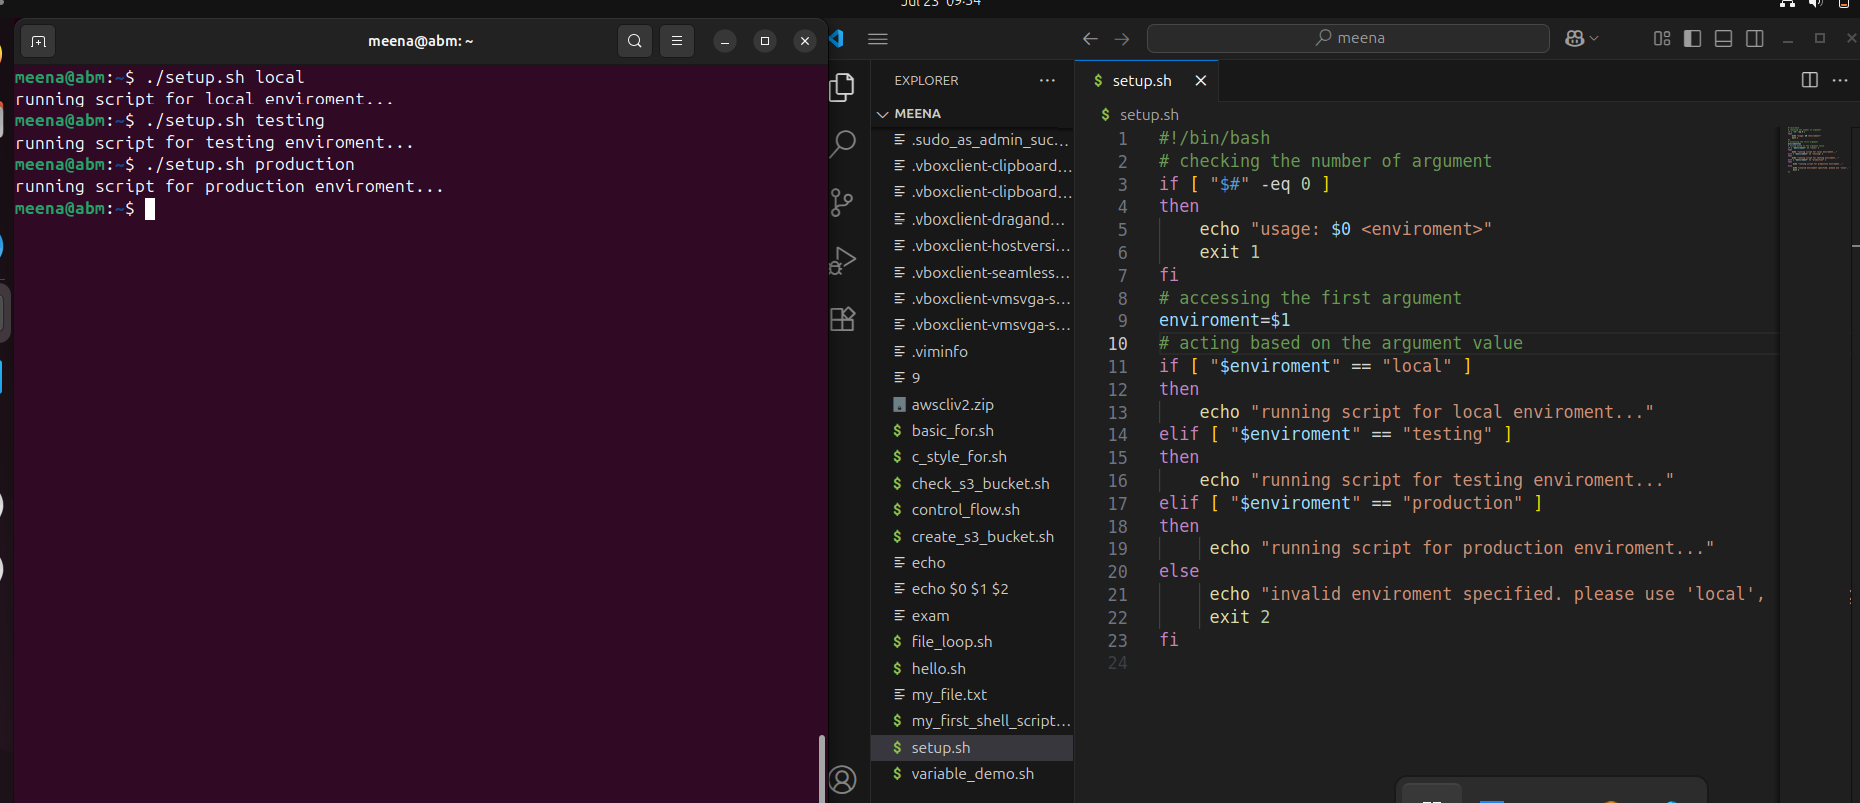 Jul 23 09:54
meena@abm: ~
meena@abm:~$ ./setup.sh local
running script for local enviroment...
meena@abm:~$ ./setup.sh testing
running script for testing enviroment...
meena@abm:~$ ./setup.sh production
running script for production enviroment...
meena@abm:~$
meena
EXPLORER
MEENA
.sudo_as_admin_suc...
.vboxclient-clipboard...
.vboxclient-clipboard...
.vboxclient-dragand...
.vboxclient-hostversi...
.vboxclient-seamless...
.vboxclient-vmsvga-s...
.vboxclient-vmsvga-s...
.viminfo
9
awscliv2.zip
$ basic_for.sh
$ c_style_for.sh
$ check_s3_bucket.sh
$ control_flow.sh
$ create_s3_bucket.sh
echo
echo $0 $1 $2
exam
$ file_loop.sh
$ hello.sh
my_file.txt
$ my_first_shell_script...
$ setup.sh
$ variable_demo.sh
$ setup.sh
$ setup.sh
1 #!/bin/bash
2 # checking the number of argument
3 if [ "$#" -eq 0 ]
4 then
5 echo "usage: $0 <enviroment>"
6 exit 1
7 fi
8 # accessing the first argument
9 enviroment=$1
10 # acting based on the argument value
11 if [ "$enviroment" == "local" ]
12 then
13 echo "running script for local enviroment..."
14 elif [ "$enviroment" == "testing" ]
15 then
16 echo "running script for testing enviroment..."
17 elif [ "$enviroment" == "production" ]
18 then
19 echo "running script for production enviroment..."
20 else
21 echo "invalid enviroment specified. please use 'local',
22 exit 2
23 fi
24